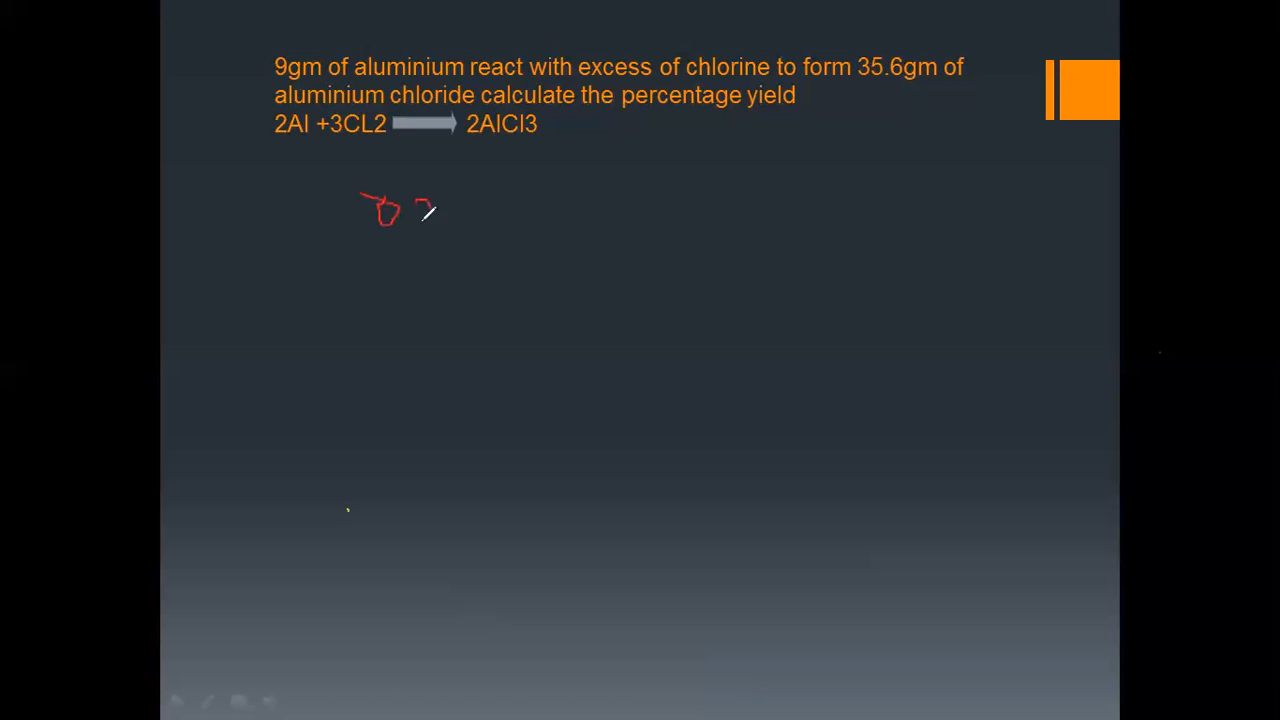 9gm of aluminium react with excess of chlorine to form 35.6gm of
aluminium chloride calculate the percentage yield
2Al +3CL2 2AlCl3